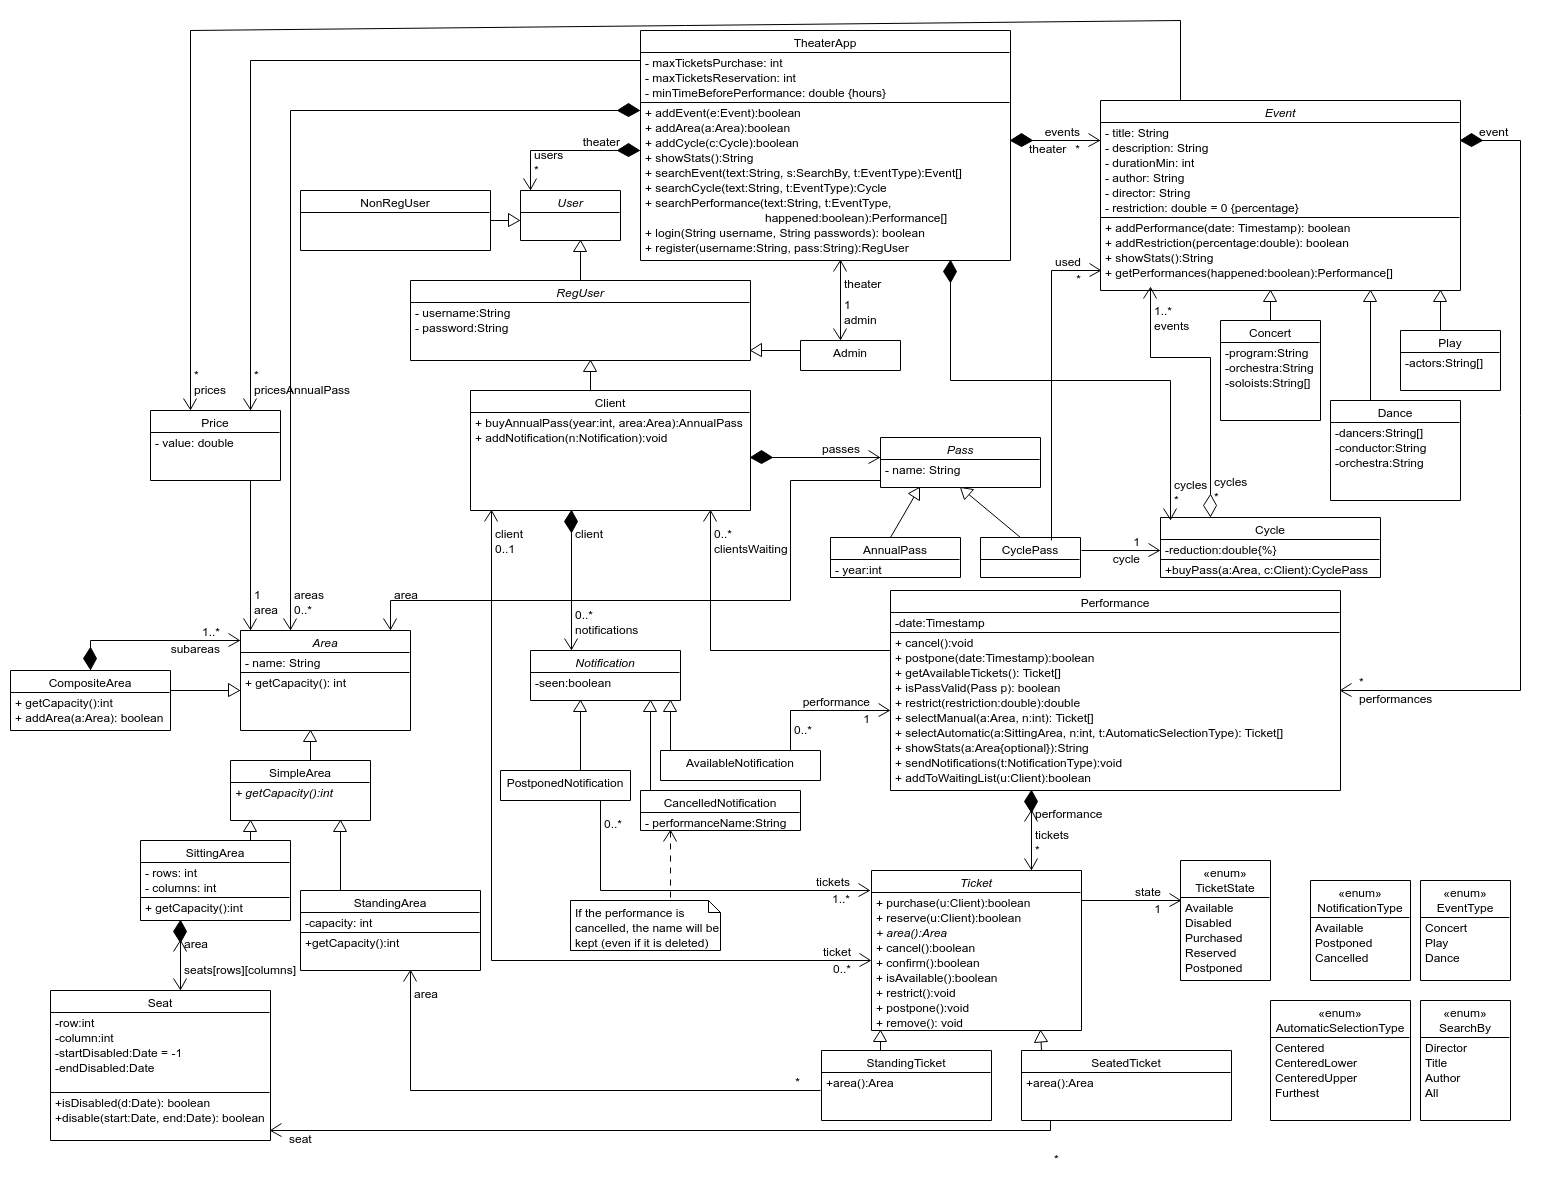 TheaterApp
- maxTicketsPurchase: int
- maxTicketsReservation: int
- minTimeBeforePerformance: double {hours}
+ addEvent(e:Event):boolean
+ addArea(a:Area):boolean
+ addCycle(c:Cycle):boolean
+ showStats():String
+ searchEvent(text:String, s:SearchBy, t:EventType):Event[]
+ searchCycle(text:String, t:EventType):Cycle
+ searchPerformance(text:String, t:EventType,
happened:boolean):Performance[]
+ login(String username, String passwords): boolean
+ register(username:String, pass:String):RegUser
events
theater *
Event
- title: String
- description: String
- durationMin: int
- author: String
- director: String
- restriction: double = 0 {percentage}
+ addPerformance(date: Timestamp): boolean
+ addRestriction(percentage:double): boolean
+ showStats():String
+ getPerformances(happened:boolean):Performance[]
event
theater
users
*
NonRegUser
User
RegUser
- username:String
- password:String
theater
1
admin
Admin
used
*
1..*
events
Concert
-program:String
-orchestra:String
-soloists:String[]
Play
-actors:String[]
Dance
-dancers:String[]
-conductor:String
-orchestra:String
*
prices
*
pricesAnnualPass
Price
- value: double
Client
+ buyAnnualPass(year:int, area:Area):AnnualPass
+ addNotification(n:Notification):void
passes
Pass
- name: String
cycles
*
cycles
*
Cycle
-reduction:double{%}
+buyPass(a:Area, c:Client):CyclePass
AnnualPass
- year:int
CyclePass
1
cycle
client
0..1
client
0..*
clientsWaiting
1
area
areas
0..*
area
0..*
notifications
Performance
-date:Timestamp
+ cancel():void
+ postpone(date:Timestamp):boolean
+ getAvailableTickets(): Ticket[]
+ isPassValid(Pass p): boolean
+ restrict(restriction:double):double
+ selectManual(a:Area, n:int): Ticket[]
+ selectAutomatic(a:SittingArea, n:int, t:AutomaticSelectionType): Ticket[]
+ showStats(a:Area{optional}):String
+ sendNotifications(t:NotificationType):void
+ addToWaitingList(u:Client):boolean
*
performances
1..*
subareas
Area
- name: String
+ getCapacity(): int
CompositeArea
+ getCapacity():int
+ addArea(a:Area): boolean
Notification
-seen:boolean
performance
1
0..*
AvailableNotification
PostponedNotification
CancelledNotification
- performanceName:String
0..*
SimpleArea
+ getCapacity():int
SittingArea
- rows: int
- columns: int
+ getCapacity():int
StandingArea
-capacity: int
+getCapacity():int
If the performance is
cancelled, the name will be
kept (even if it is deleted)
performance
tickets
*
tickets
1..*
Ticket
+ purchase(u:Client):boolean
+ reserve(u:Client):boolean
+ area():Area
+ cancel():boolean
+ confirm():boolean
+ isAvailable():boolean
+ restrict():void
+ postpone():void
+ remove(): void
ticket
0..*
state
1
«enum»
TicketState
Available
Disabled
Purchased
Reserved
Postponed
«enum»
NotificationType
Available
Postponed
Cancelled
«enum»
EventType
Concert
Play
Dance
«enum»
AutomaticSelectionType
Centered
CenteredLower
CenteredUpper
Furthest
«enum»
SearchBy
Director
Title
Author
All
area
seats[rows][columns]
Seat
-row:int
-column:int
-startDisabled:Date = -1
-endDisabled:Date
+isDisabled(d:Date): boolean
+disable(start:Date, end:Date): boolean
area
*
StandingTicket
+area():Area
SeatedTicket
+area():Area
seat
*